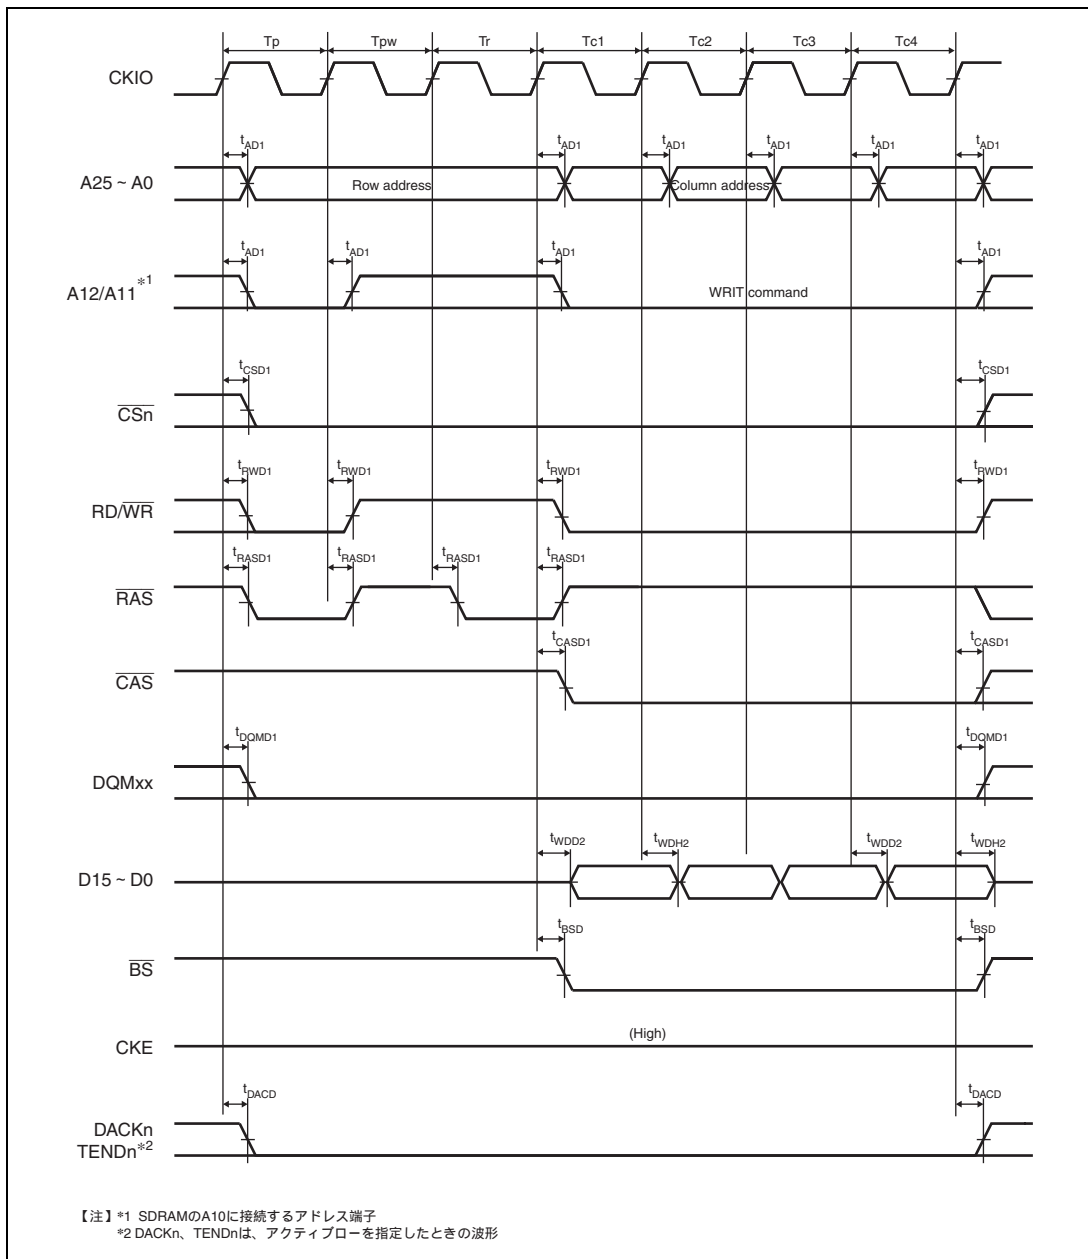 Tp Tpw Tr Tc1 Tc2 Tc3 Tc4
CKIO
tAD1 tAD1 tAD1 tAD1 tAD1 tAD1
A25 ~ A0 Row address Column address
tAD1 tAD1 tAD1 tAD1
A12/A11*1 WRIT command
tCSD1 tCSD1
CSn
tRWD1 tRWD1 tRWD1 tRWD1
RD/WR
tRASD1 tRASD1 tRASD1 tRASD1
RAS
tCASD1 tCASD1
CAS
tDQMD1 tDQMD1
DQMxx
tWDD2 tWDH2 tWDD2 tWDH2
D15 ~ D0
tBSD tBSD
BS
(High)
CKE
tDACD tDACD
DACKn
TENDn*2
【注】*1 SDRAMのA10に接続するアドレス端子
*2 DACKn、TENDnは、アクティブローを指定したときの波形